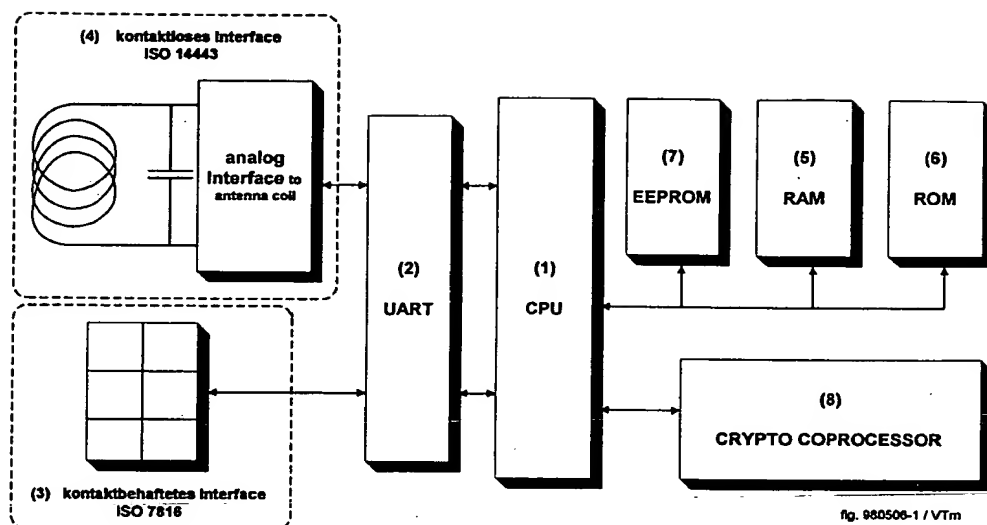 (4) kontaktloses Interface
ISO 14443
analog
Interface to
antenna coil
(2)
UART
(1)
CPU
(7)
EEPROM
(5)
RAM
(6)
ROM
(8)
CRYPTO COPROCESSOR
(3) kontaktbehaftetes Interface
ISO 7816
fig. 980506-1 / VTm